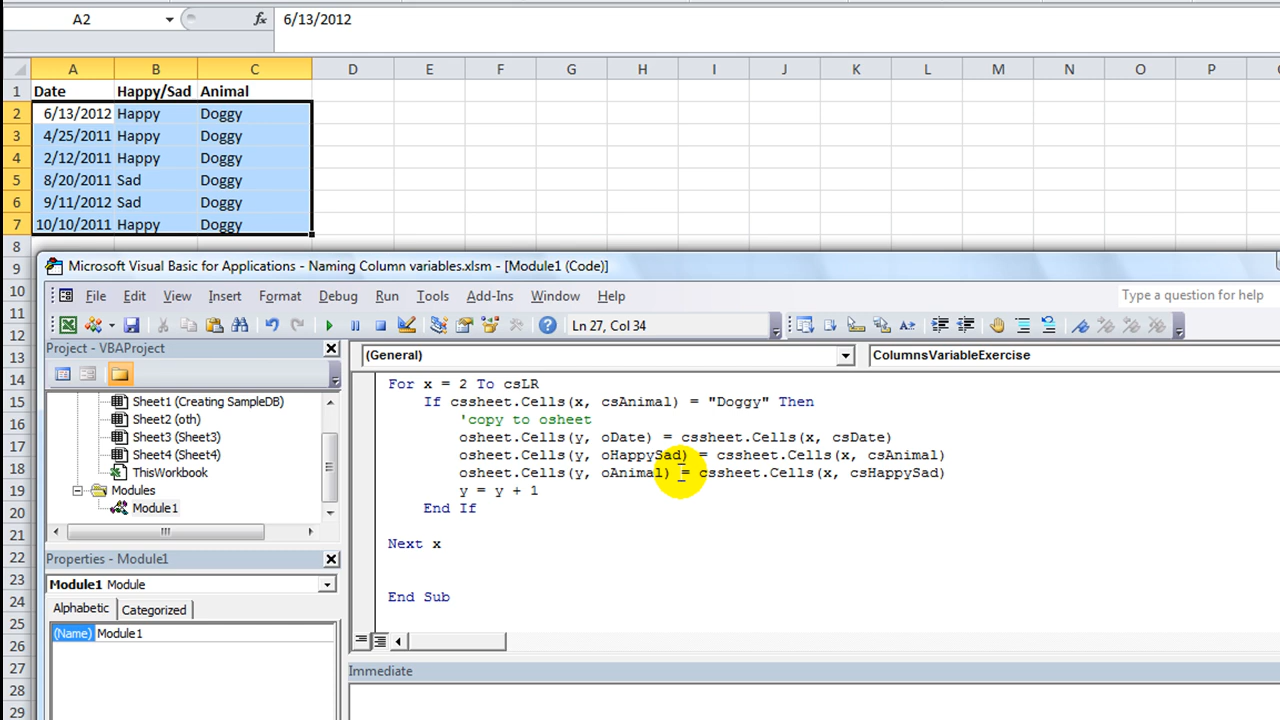 A2
fx
6/13/2012
A B C D E F G H I J K L M N O P
1 Date Happy/Sad Animal
2 6/13/2012 Happy Doggy
3 4/25/2011 Happy Doggy
4 2/12/2011 Happy Doggy
5 8/20/2011 Sad Doggy
6 9/11/2012 Sad Doggy
7 10/10/2011 Happy Doggy
8
9
10
11
12
13
14
15
16
17
18
19
20
21
22
23
24
25
26
27
28
29
Microsoft Visual Basic for Applications - Naming Column variables.xlsm - [Module1 (Code)]
File Edit View Insert Format Debug Run Tools Add-Ins Window Help
Type a question for help
Ln 27, Col 34
Project - VBAProject
Sheet1 (Creating SampleDB)
Sheet2 (oth)
Sheet3 (Sheet3)
Sheet4 (Sheet4)
ThisWorkbook
Modules
Module1
Properties - Module1
Module1 Module
Alphabetic Categorized
(Name) Module1
(General)
ColumnsVariableExercise
For x = 2 To csLR
If cssheet.Cells(x, csAnimal) = "Doggy" Then
'copy to osheet
osheet.Cells(y, oDate) = cssheet.Cells(x, csDate)
osheet.Cells(y, oHappySad) = cssheet.Cells(x, csAnimal)
osheet.Cells(y, oAnimal) = cssheet.Cells(x, csHappySad)
y = y + 1
End If
Next x
End Sub
Immediate